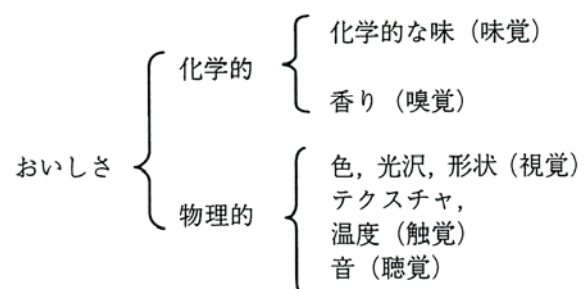 おいしさ
化学的
化学的な味（味覚）
香り（嗅覚）
物理的
色，光沢，形状（視覚）
テクスチャ，
温度（触覚）
音（聴覚）